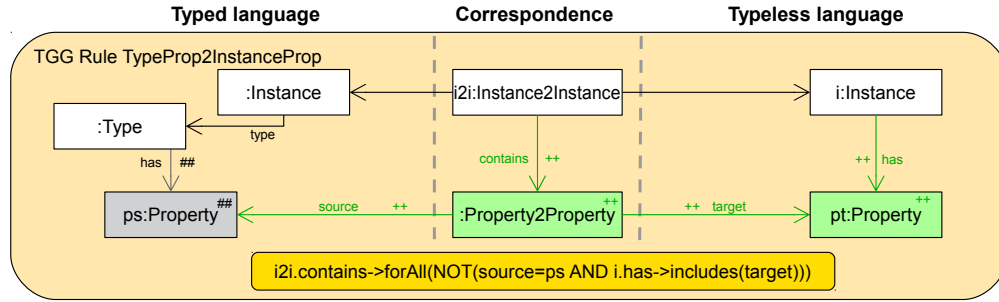 Typed language
Correspondence
Typeless language
TGG Rule TypeProp2InstanceProp
:Instance
i2i:Instance2Instance
i:Instance
:Type
type
has ##
contains ++
++ has
ps:Property ##
source ++
:Property2Property ++
++ target
pt:Property ++
i2i.contains->forAll(NOT(source=ps AND i.has->includes(target)))